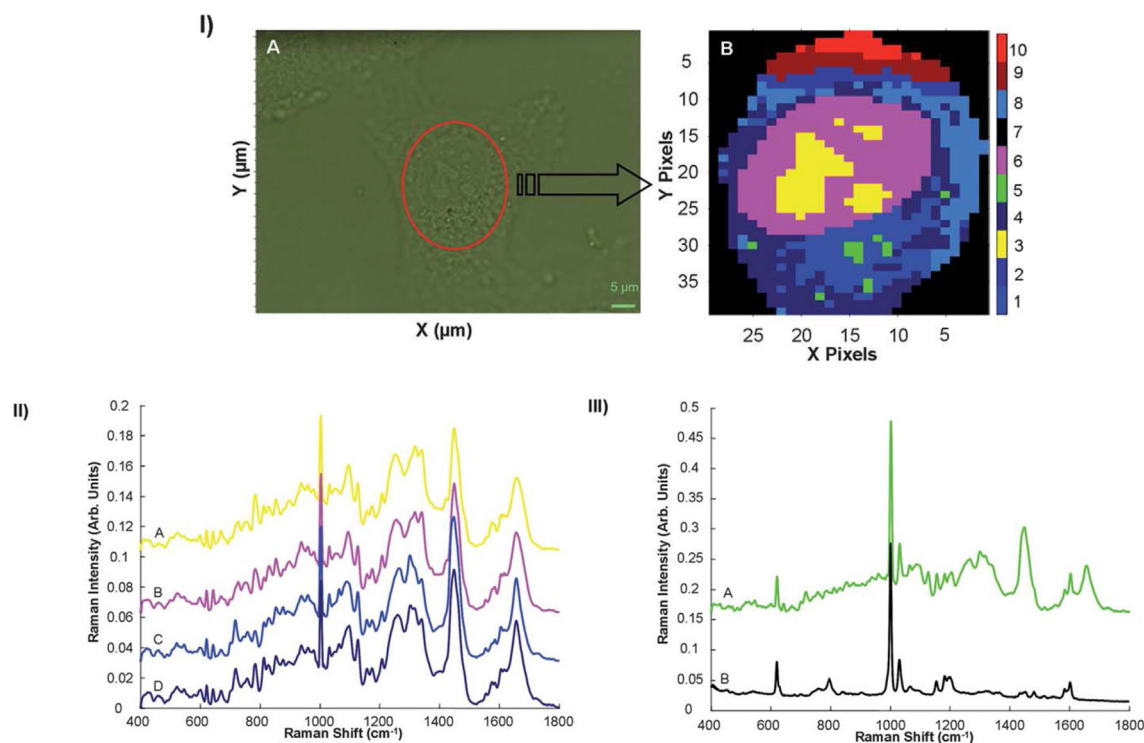 I)
A
Y (µm)
5 µm
X (µm)
B
Y Pixels
5
10
15
20
25
30
35
25 20 15 10 5
X Pixels
10
9
8
7
6
5
4
3
2
1
II)
Raman Intensity (Arb. Units)
0.2
0.18
0.16
0.14
0.12
0.1
0.08
0.06
0.04
0.02
0
A
B
C
D
400 600 800 1000 1200 1400 1600 1800
Raman Shift (cm⁻¹)
III)
Raman Intensity (Arb. Units)
0.5
0.45
0.4
0.35
0.3
0.25
0.2
0.15
0.1
0.05
0
A
B
400 600 800 1000 1200 1400 1600 1800
Raman Shift (cm⁻¹)